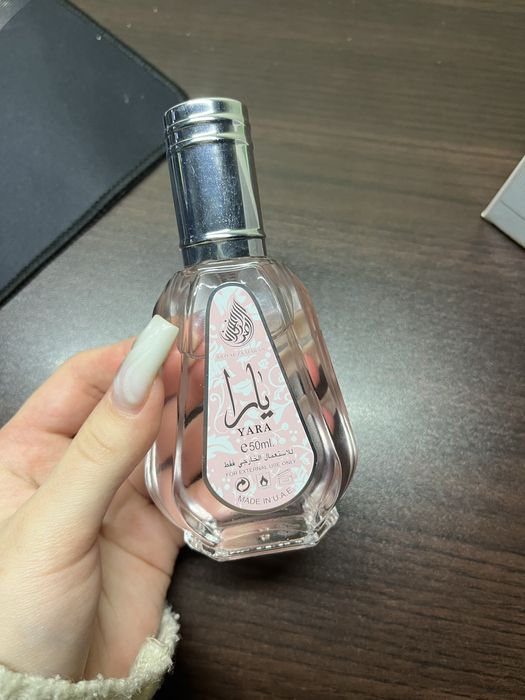 يارا
YARA
℮50ml.
للاستعمال الخارجي فقط
FOR EXTERNAL USE ONLY
MADE IN U.A.E